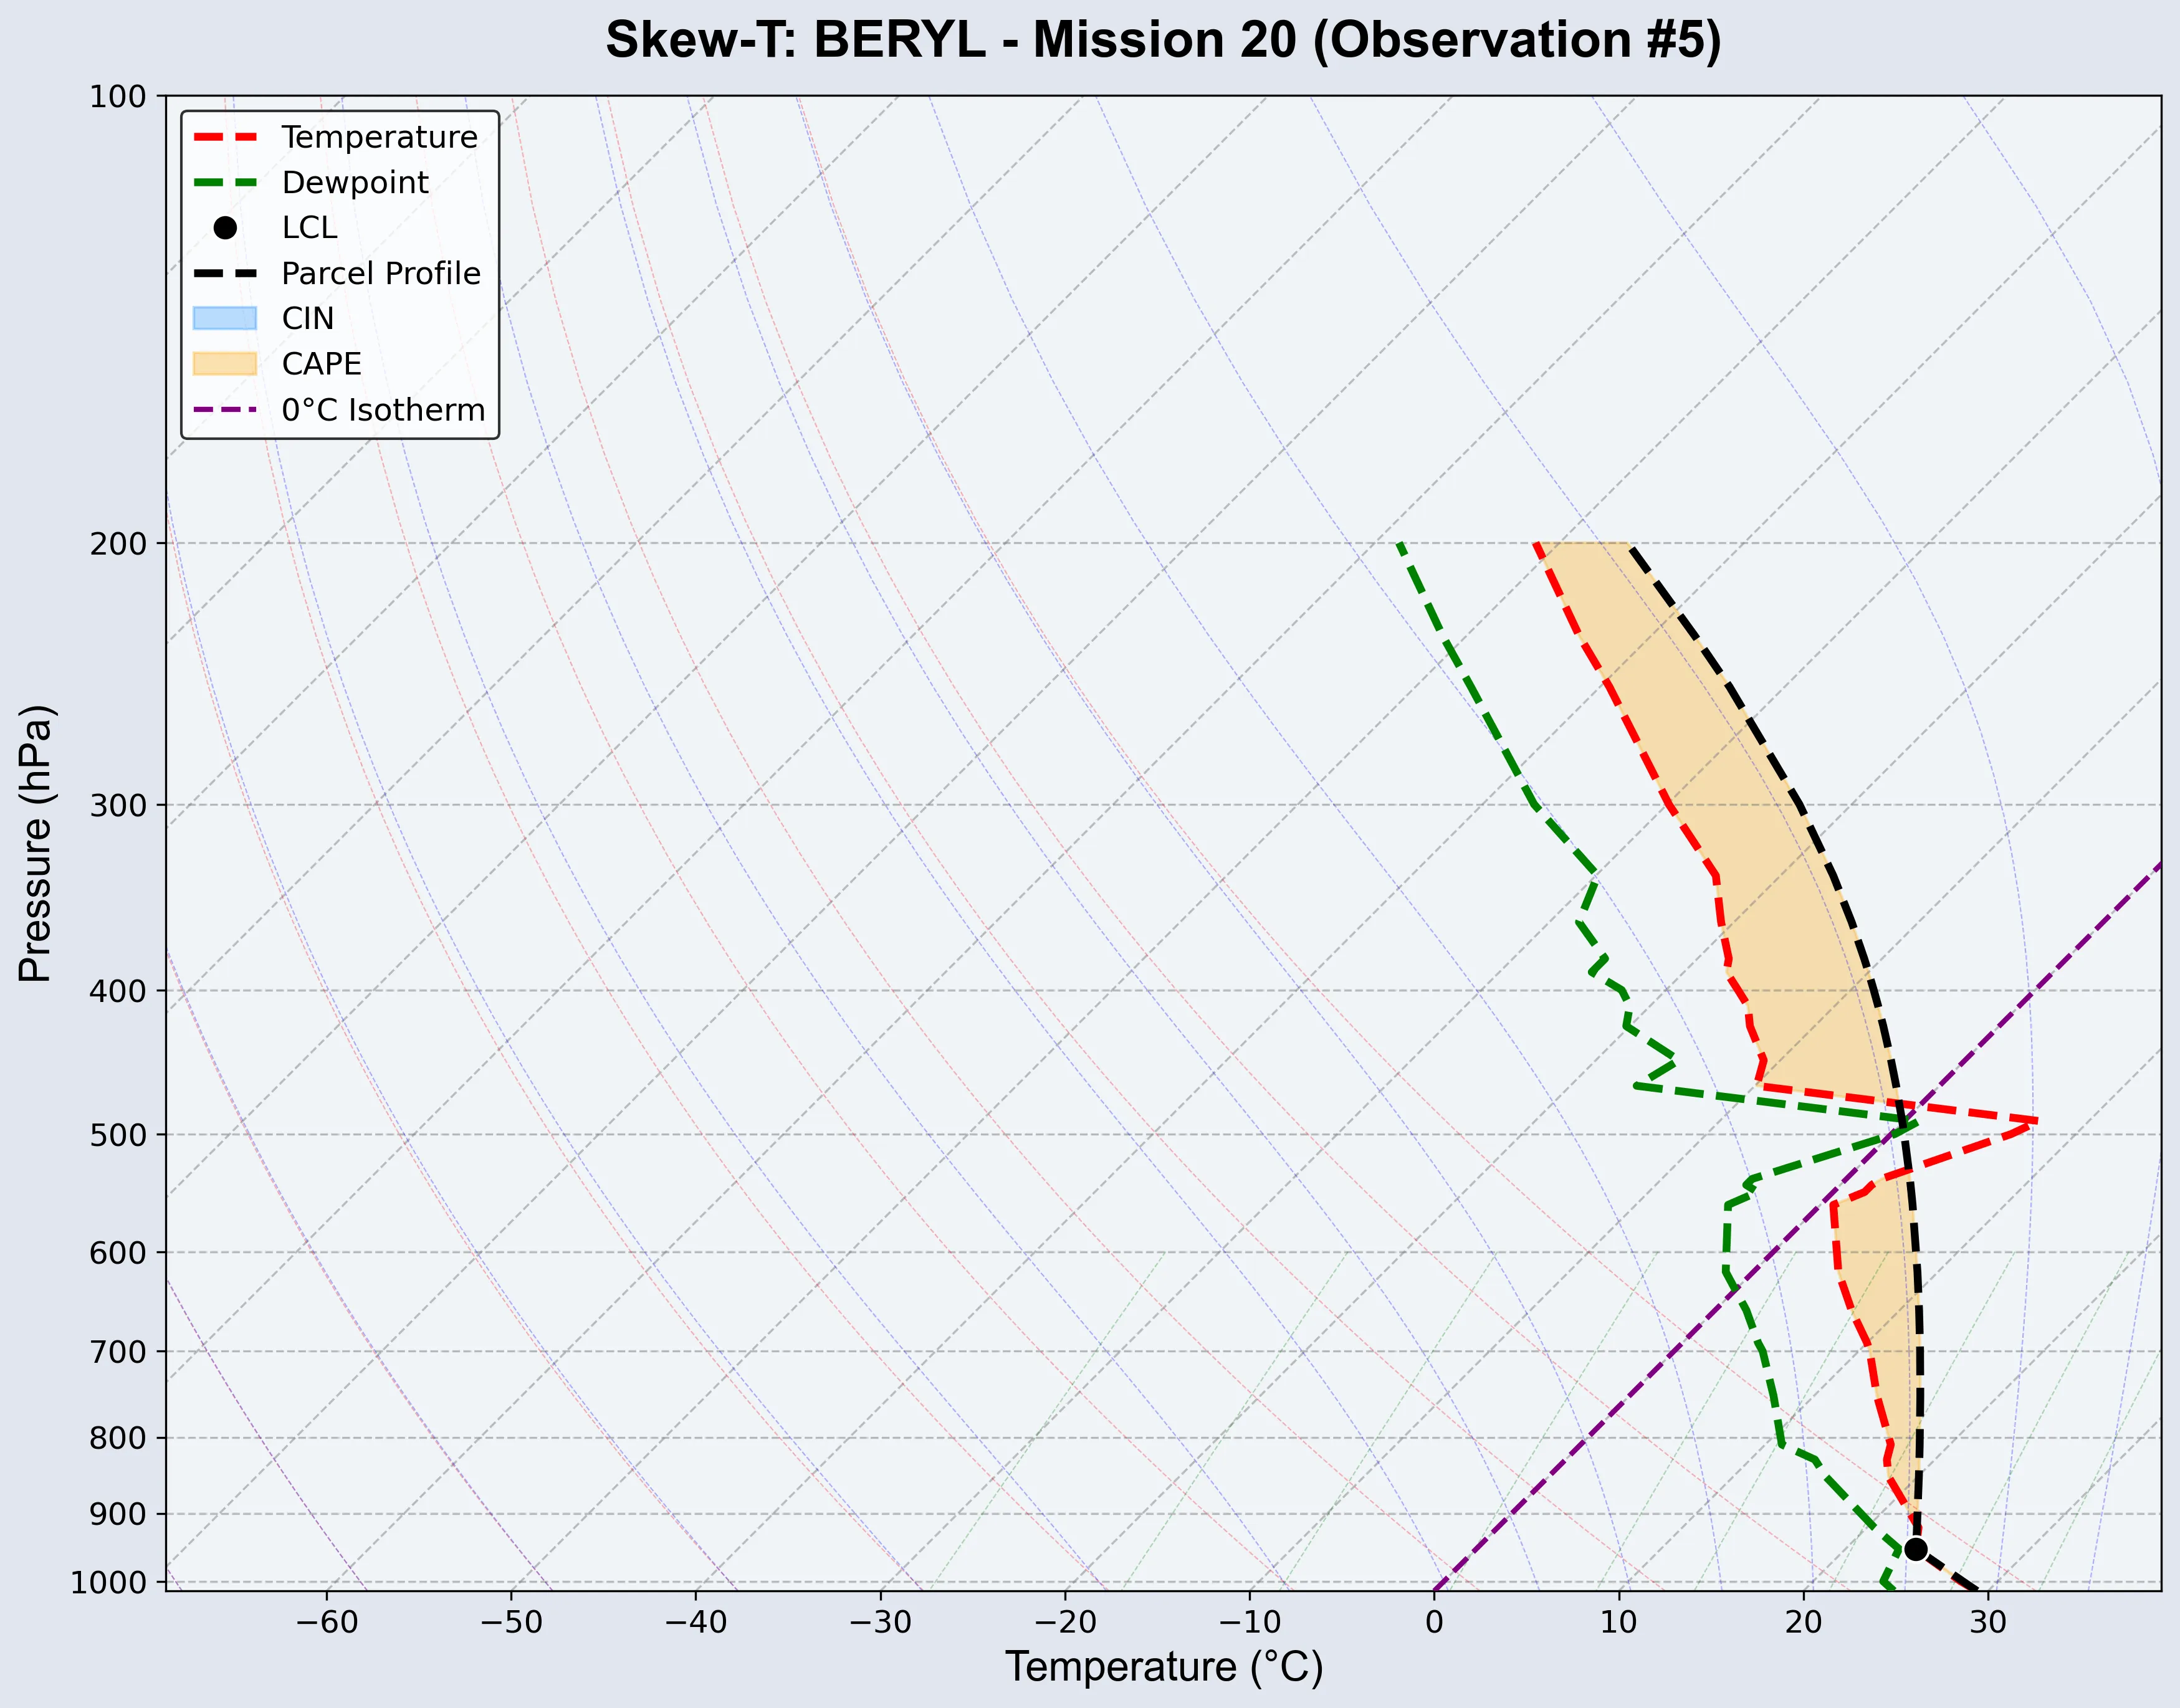 Skew-T: BERYL - Mission 20 (Observation #5)
Temperature
Dewpoint
LCL
Parcel Profile
CIN
CAPE
0°C Isotherm
Pressure (hPa)
100
200
300
400
500
600
700
800
900
1000
−60 −50 −40 −30 −20 −10 0 10 20 30
Temperature (°C)